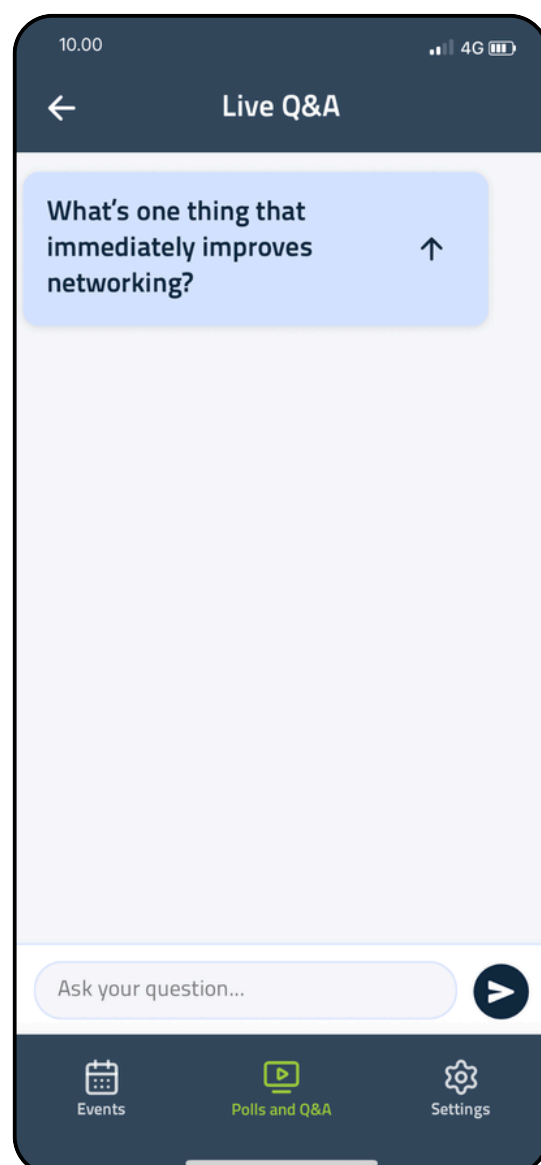 10.00
4G
Live Q&A
What's one thing that
immediately improves
networking?
Ask your question...
Events
Polls and Q&A
Settings